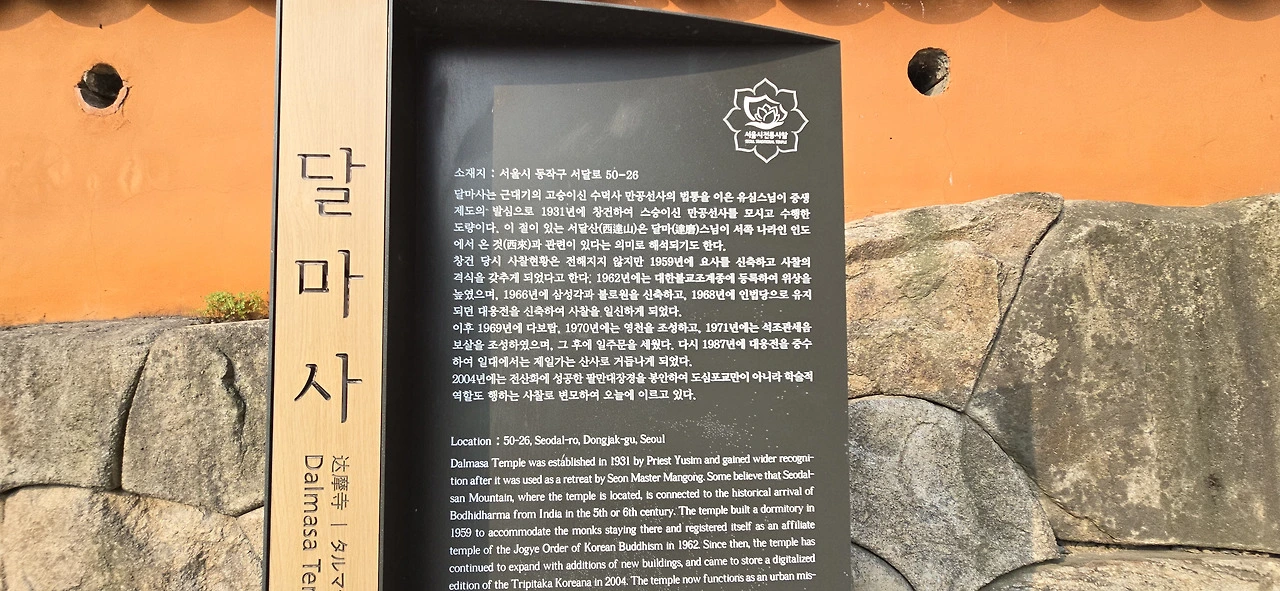 달마사
达摩寺 | タルマ
Dalmasa Ter
서울시전통사찰
SEOUL TRADITIONAL TEMPLE
소재지 : 서울시 동작구 서달로 50-26
달마사는 근대기의 고승이신 수덕사 만공선사의 법통을 이은 유심스님이 중생
제도의 발심으로 1931년에 창건하여 스승이신 만공선사를 모시고 수행한
도량이다. 이 절이 있는 서달산(西達山)은 달마(達磨)스님이 서쪽 나라인 인도
에서 온 것(西來)과 관련이 있다는 의미로 해석되기도 한다.
창건 당시 사찰현황은 전해지지 않지만 1959년에 요사를 신축하고 사찰의
격식을 갖추게 되었다고 한다. 1962년에는 대한불교조계종에 등록하여 위상을
높였으며, 1966년에 삼성각과 불로원을 신축하고, 1968년에 인법당으로 유지
되던 대웅전을 신축하여 사찰을 일신하게 되었다.
이후 1969년에 다보탑, 1970년에는 영천을 조성하고, 1971년에는 석조관세음
보살을 조성하였으며, 그 후에 일주문을 세웠다. 다시 1987년에 대웅전을 중수
하여 일대에서는 제일가는 산사로 거듭나게 되었다.
2004년에는 전산화에 성공한 팔만대장경을 봉안하여 도심포교만이 아니라 학술적
역할도 행하는 사찰로 변모하여 오늘에 이르고 있다.
Location : 50-26, Seodal-ro, Dongjak-gu, Seoul
Dalmasa Temple was established in 1931 by Priest Yusim and gained wider recogni-
tion after it was used as a retreat by Seon Master Mangong. Some believe that Seodal-
san Mountain, where the temple is located, is connected to the historical arrival of
Bodhidharma from India in the 5th or 6th century. The temple built a dormitory in
1959 to accommodate the monks staying there and registered itself as an affiliate
temple of the Jogye Order of Korean Buddhism in 1962. Since then, the temple has
continued to expand with additions of new buildings, and came to store a digitalized
edition of the Tripitaka Koreana in 2004. The temple now functions as an urban mis-